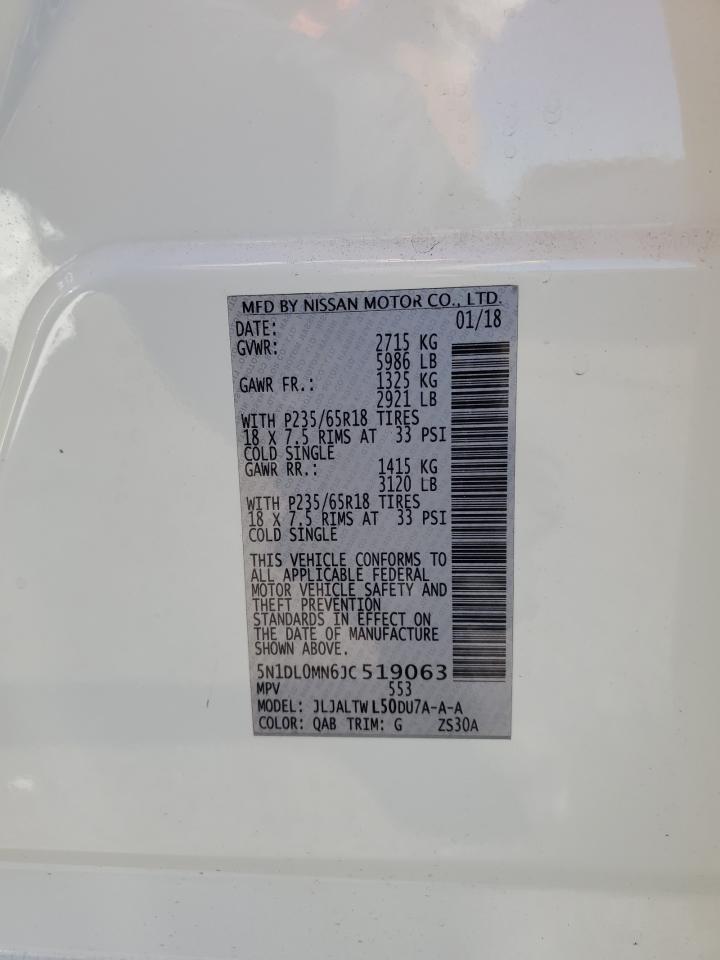 MFD BY NISSAN MOTOR CO., LTD.
DATE: 01/18
GVWR: 2715 KG
5986 LB
GAWR FR.: 1325 KG
2921 LB
WITH P235/65R18 TIRES
18 X 7.5 RIMS AT 33 PSI
COLD SINGLE
GAWR RR.: 1415 KG
3120 LB
WITH P235/65R18 TIRES
18 X 7.5 RIMS AT 33 PSI
COLD SINGLE
THIS VEHICLE CONFORMS TO
ALL APPLICABLE FEDERAL
MOTOR VEHICLE SAFETY AND
THEFT PREVENTION
STANDARDS IN EFFECT ON
THE DATE OF MANUFACTURE
SHOWN ABOVE.
5N1DL0MN6JC519063
MPV 553
MODEL: JLJALTWL50DU7A-A-A
COLOR: QAB TRIM: G ZS30A